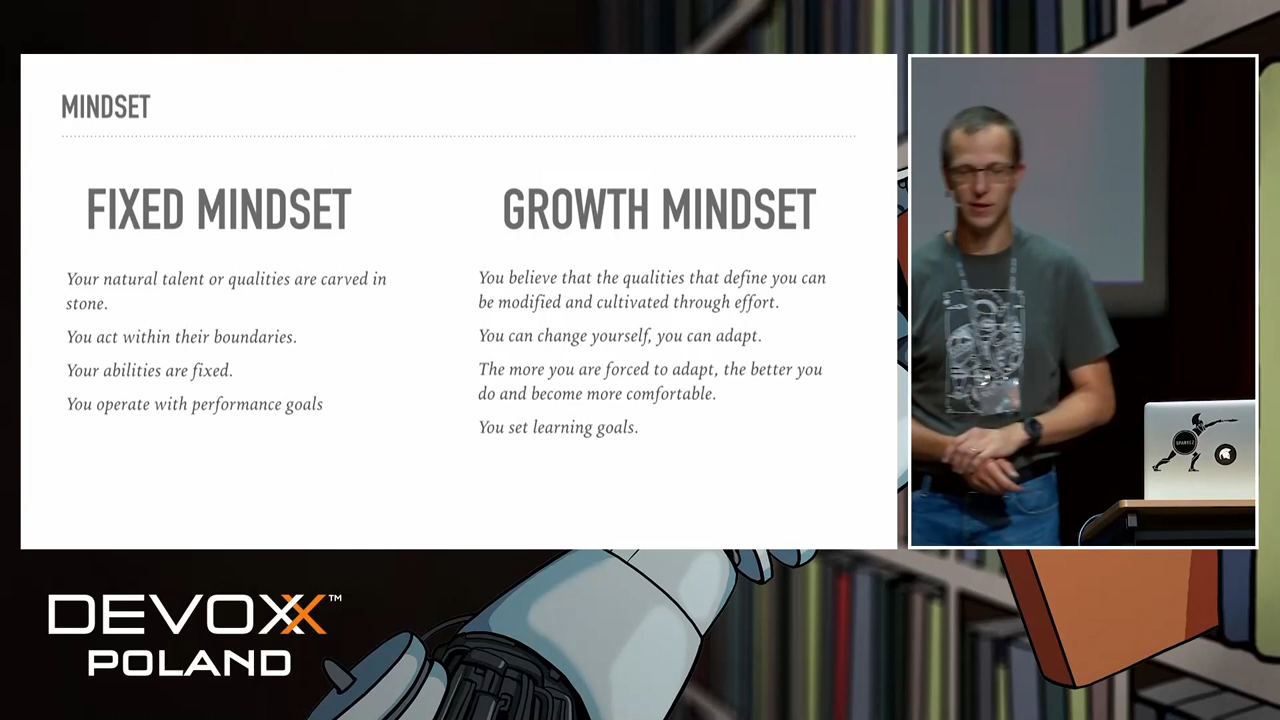 MINDSET
FIXED MINDSET
Your natural talent or qualities are carved in
stone.
You act within their boundaries.
Your abilities are fixed.
You operate with performance goals
GROWTH MINDSET
You believe that the qualities that define you can
be modified and cultivated through effort.
You can change yourself, you can adapt.
The more you are forced to adapt, the better you
do and become more comfortable.
You set learning goals.
SPARTEZ
DEVOXX™
POLAND